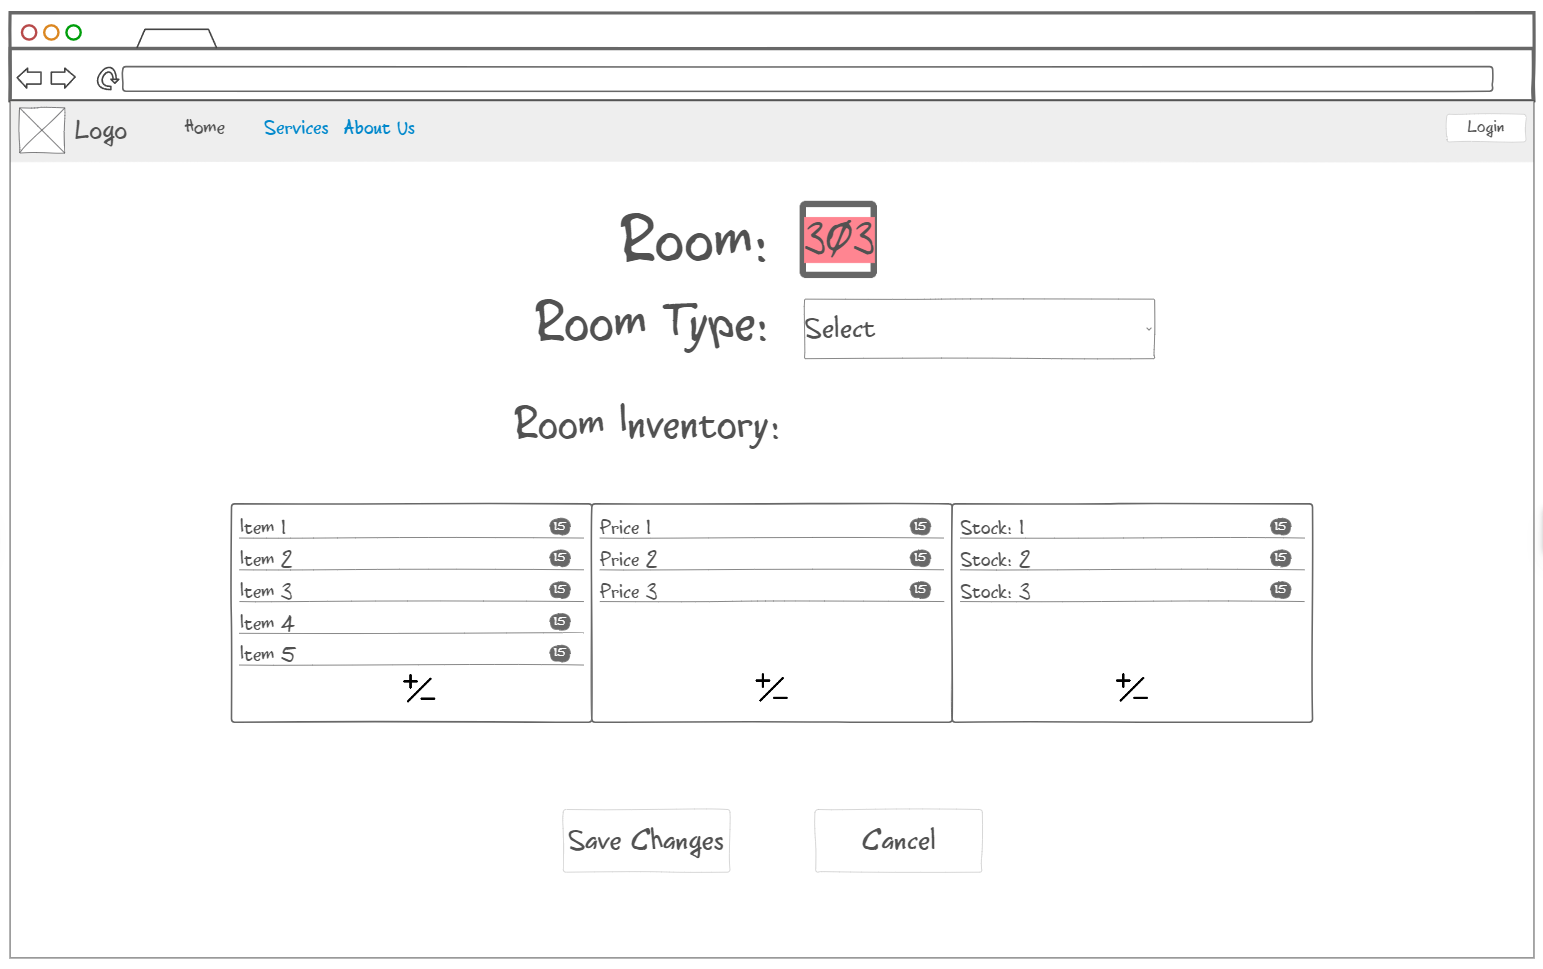 Logo Home Services About Us Login
Room: 303
Room Type: Select
Room Inventory:
Item 1 15 Price 1 15 Stock: 1 15
Item 2 15 Price 2 15 Stock: 2 15
Item 3 15 Price 3 15 Stock: 3 15
Item 4 15
Item 5 15
+/- +/- +/-
Save Changes Cancel